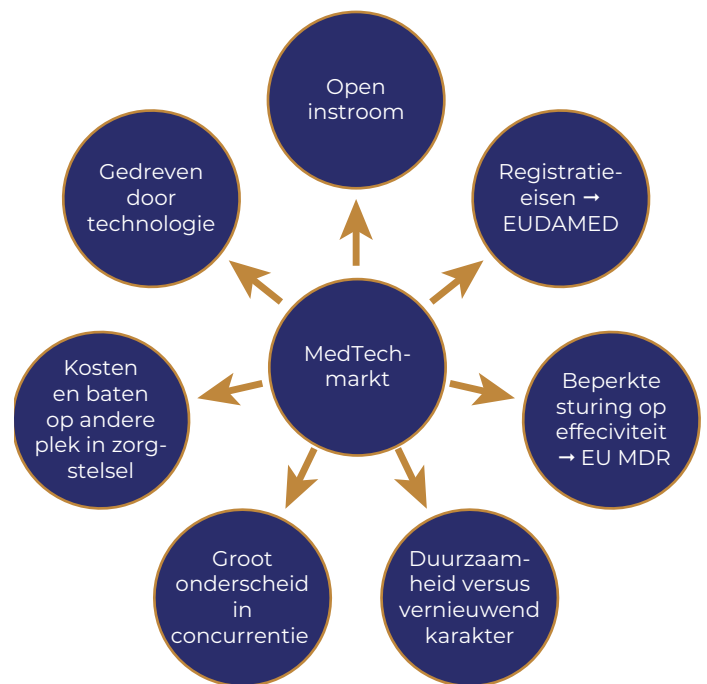 Open
instroom
Registratie-
eisen ➞
EUDAMED
Beperkte
sturing op
effeciviteit
➞ EU MDR
Duurzaam-
heid versus
vernieuwend
karakter
Groot
onderscheid
in
concurrentie
Kosten
en baten
op andere
plek in zorg-
stelsel
Gedreven
door
technologie
MedTech-
markt